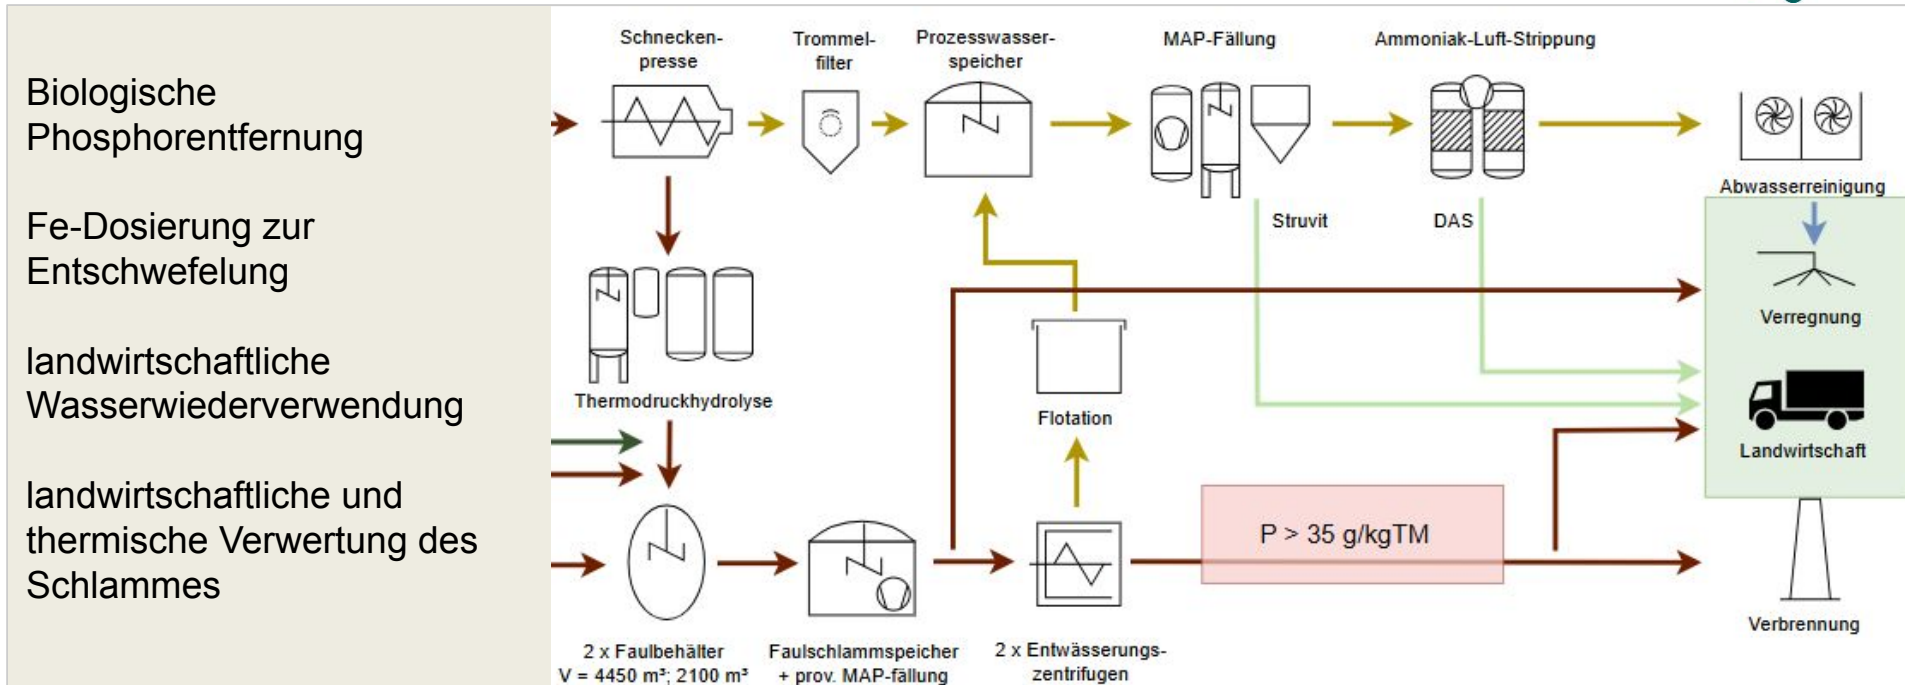 Biologische
Phosphorentfernung
Fe-Dosierung zur
Entschwefelung
landwirtschaftliche
Wasserwiederverwendung
landwirtschaftliche und
thermische Verwertung des
Schlammes
Schnecken-
presse
Trommel-
filter
Prozesswasser-
speicher
MAP-Fällung
Ammoniak-Luft-Strippung
Abwasserreinigung
Struvit
DAS
Verregnung
Thermodruckhydrolyse
Flotation
Landwirtschaft
P > 35 g/kgTM
Verbrennung
2 x Faulbehälter
V = 4450 m³; 2100 m³
Faulschlammspeicher
+ prov. MAP-fällung
2 x Entwässerungs-
zentrifugen